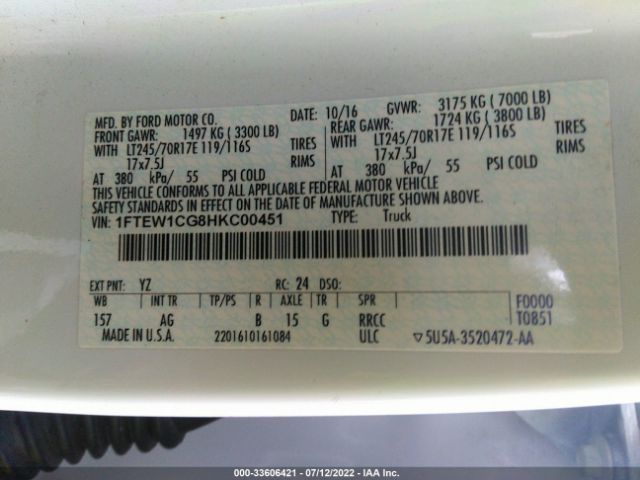 MFD. BY FORD MOTOR CO.
DATE: 10/16 GVWR: 3175 KG ( 7000 LB)
FRONT GAWR: 1497 KG ( 3300 LB)
REAR GAWR: 1724 KG ( 3800 LB)
WITH LT245/70R17E 119/116S TIRES
WITH LT245/70R17E 119/116S TIRES
17x7.5J RIMS
17x7.5J RIMS
AT 380 kPa/ 55 PSI COLD
AT 380 kPa/ 55 PSI COLD
THIS VEHICLE CONFORMS TO ALL APPLICABLE FEDERAL MOTOR VEHICLE
SAFETY STANDARDS IN EFFECT ON THE DATE OF MANUFACTURE SHOWN ABOVE.
VIN: 1FTEW1CG8HKC00451 TYPE: Truck
EXT PNT: YZ RC: 24 DSO:
WB INT TR TP/PS R AXLE TR SPR F0000
157 AG B 15 G RRCC T0851
MADE IN U.S.A. 2201610161084 ULC ▽5U5A-3520472-AA
000-33606421 - 07/12/2022 - IAA Inc.